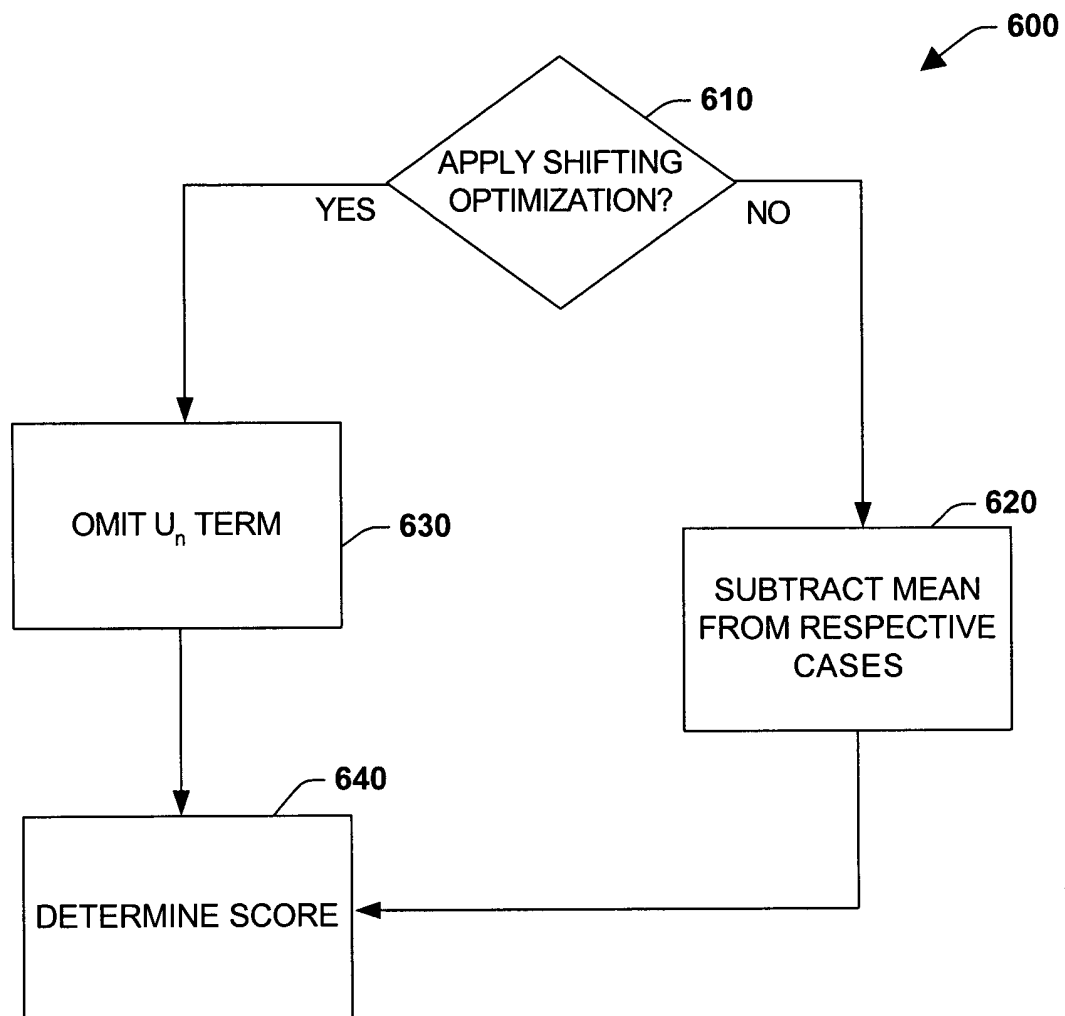 600
610
APPLY SHIFTING
OPTIMIZATION?
YES
NO
OMIT Uₙ TERM
630
620
SUBTRACT MEAN
FROM RESPECTIVE
CASES
640
DETERMINE SCORE